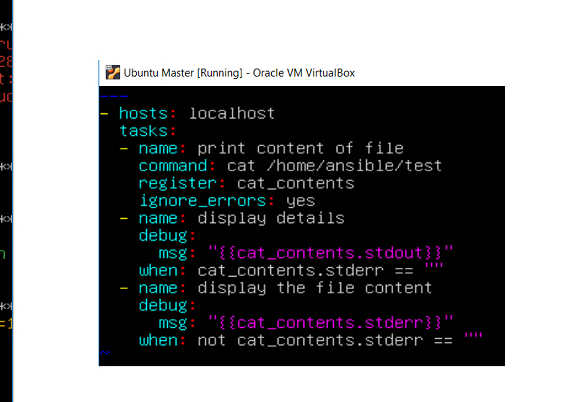 Ubuntu Master [Running] - Oracle VM VirtualBox
---
- hosts: localhost
  tasks:
  - name: print content of file
    command: cat /home/ansible/test
    register: cat_contents
    ignore_errors: yes
  - name: display details
    debug:
      msg: "{{cat_contents.stdout}}"
    when: cat_contents.stderr == ""
  - name: display the file content
    debug:
      msg: "{{cat_contents.stderr}}"
    when: not cat_contents.stderr == ""
~